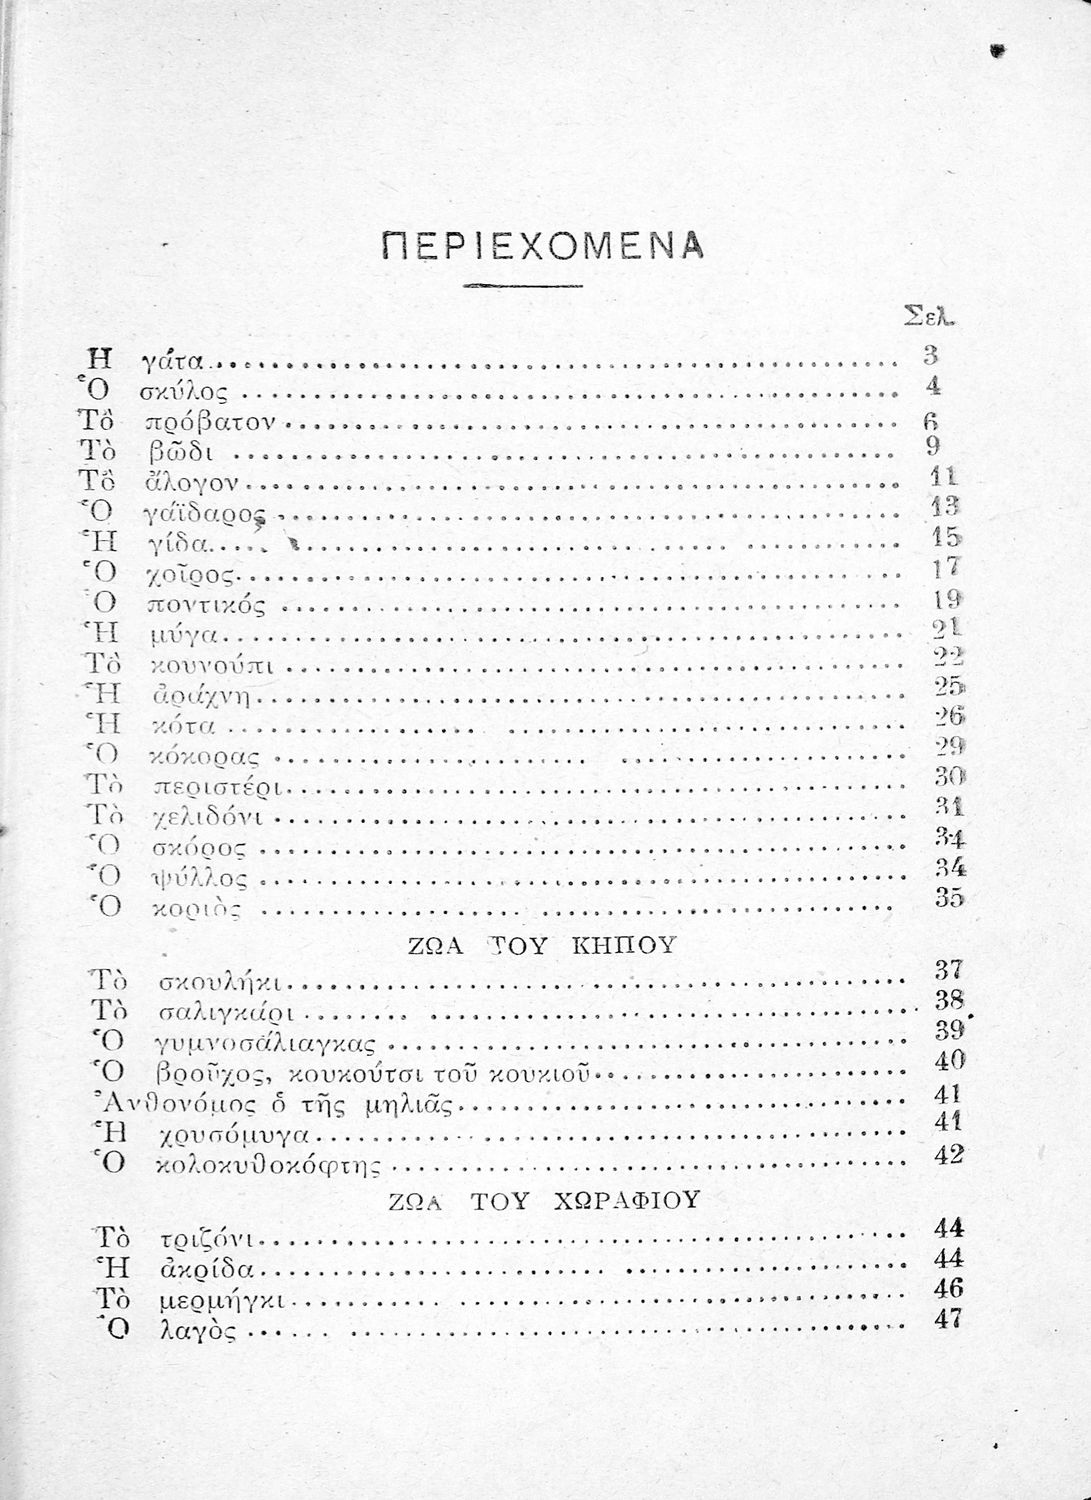 ΠΕΡΙΕΧΟΜΕΝΑ
Σελ.
Η γάτα 3
Ὁ σκύλος 4
Τὸ πρόβατον 6
Τὸ βῶδι 9
Τὸ ἄλογον 11
Ὁ γάϊδαρος 13
Ἡ γίδα 15
Ὁ χοῖρος 17
Ὁ ποντικός 19
Ἡ μύγα 21
Τὸ κουνούπι 22
Ἡ ἀράχνη 25
Ἡ κότα 26
Ὁ κόκορας 29
Τὸ περιστέρι 30
Τὸ χελιδόνι 31
Ὁ σκόρος 34
Ὁ ψύλλος 34
Ὁ κοριὸς 35
ΖΩΑ ΤΟΥ ΚΗΠΟΥ
Τὸ σκουλήκι 37
Τὸ σαλιγκάρι 38
Ὁ γυμνοσάλιαγκας 39
Ὁ βροῦχος, κουκούτσι τοῦ κουκιοῦ 40
Ἀνθονόμος ὁ τῆς μηλιᾶς 41
Ἡ χρυσόμυγα 41
Ὁ κολοκυθοκόφτης 42
ΖΩΑ ΤΟΥ ΧΩΡΑΦΙΟΥ
Τὸ τριζόνι 44
Ἡ ἀκρίδα 44
Τὸ μερμήγκι 46
Ὁ λαγὸς 47